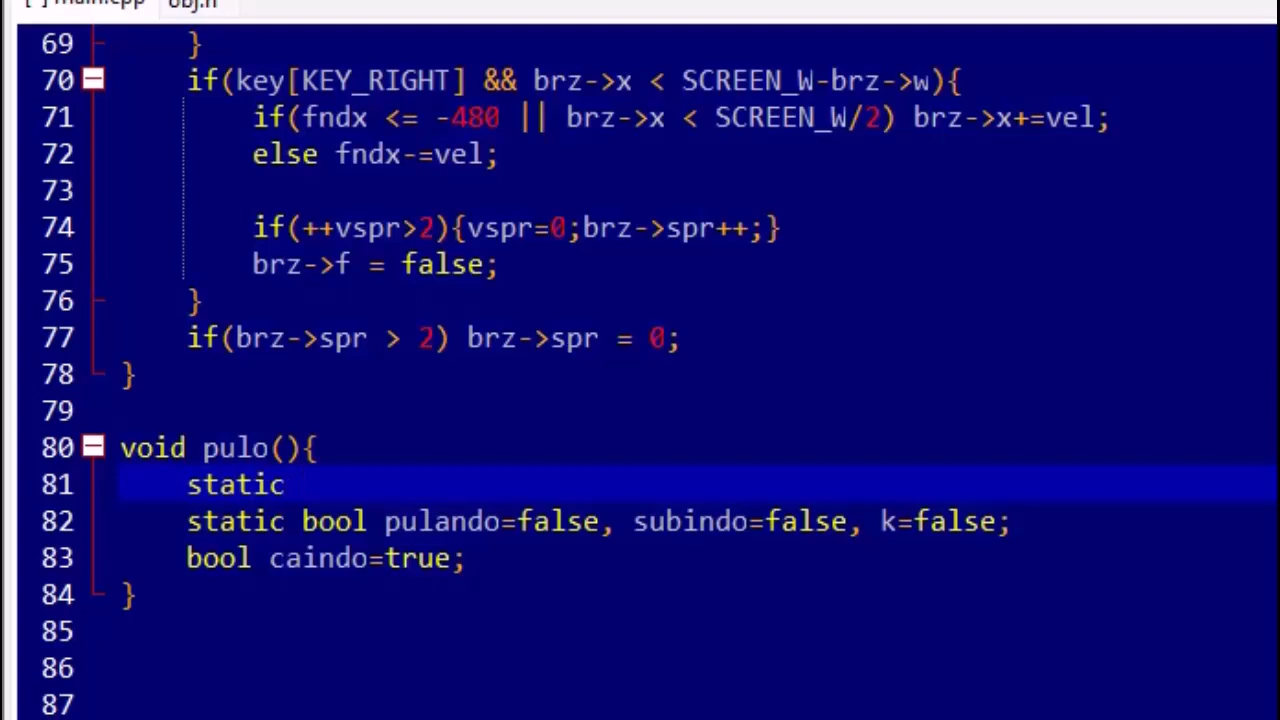 main.cpp obj.h
69 }
70 if(key[KEY_RIGHT] && brz->x < SCREEN_W-brz->w){
71 if(fndx <= -480 || brz->x < SCREEN_W/2) brz->x+=vel;
72 else fndx-=vel;
73
74 if(++vspr>2){vspr=0;brz->spr++;}
75 brz->f = false;
76 }
77 if(brz->spr > 2) brz->spr = 0;
78 }
79
80 void pulo(){
81 static
82 static bool pulando=false, subindo=false, k=false;
83 bool caindo=true;
84 }
85
86
87